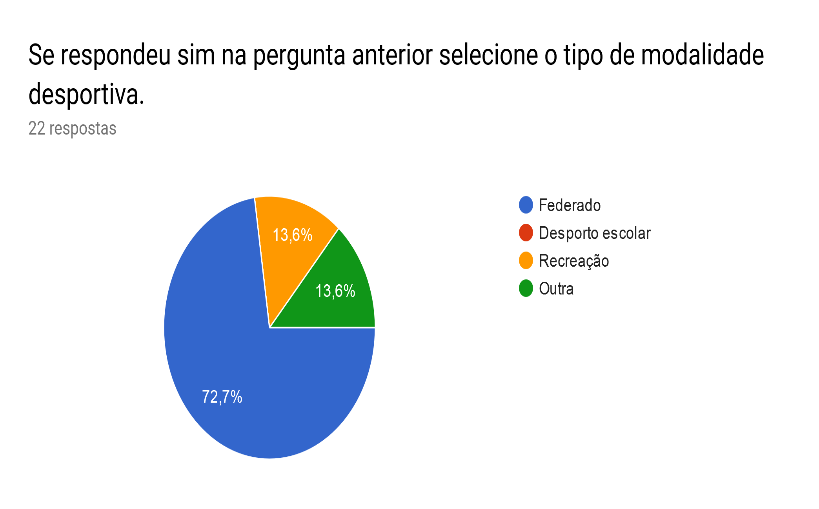 Se respondeu sim na pergunta anterior selecione o tipo de modalidade
desportiva.
22 respostas
Federado
Desporto escolar
Recreação
Outra
13,6%
13,6%
72,7%